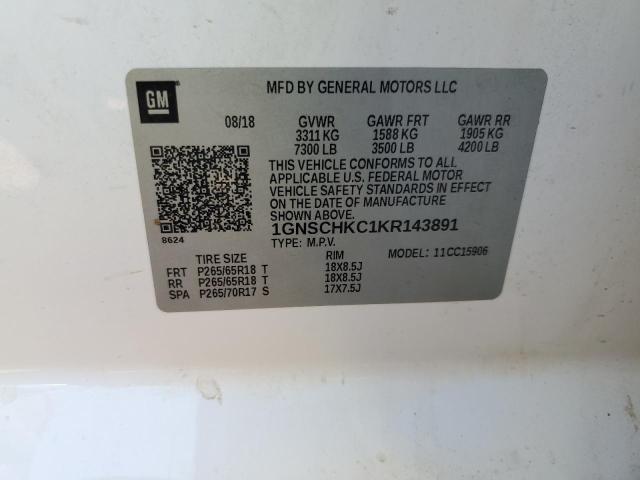 GM
MFD BY GENERAL MOTORS LLC
08/18 GVWR GAWR FRT GAWR RR
3311 KG 1588 KG 1905 KG
7300 LB 3500 LB 4200 LB
THIS VEHICLE CONFORMS TO ALL
APPLICABLE U.S. FEDERAL MOTOR
VEHICLE SAFETY STANDARDS IN EFFECT
ON THE DATE OF MANUFACTURE
1GNSCHKC1KR143891
8624 TYPE: M.P.V. MODEL: 11CC15906
TIRE SIZE RIM
FRT P265/65R18 T 18X8.5J
RR P265/65R18 T 18X8.5J
SPA P265/70R17 S 17X7.5J